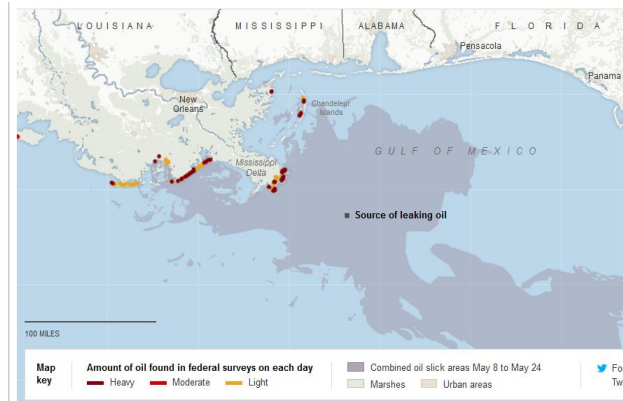 LOUISIANA MISSISSIPPI ALABAMA FLORIDA
Pensacola
Panama
New
Orleans
Chandeleur
Islands
GULF OF MEXICO
Mississippi
Delta
Source of leaking oil
100 MILES
Map
key
Amount of oil found in federal surveys on each day
Heavy Moderate Light
Combined oil slick areas May 8 to May 24
Marshes Urban areas
Fo
Tw